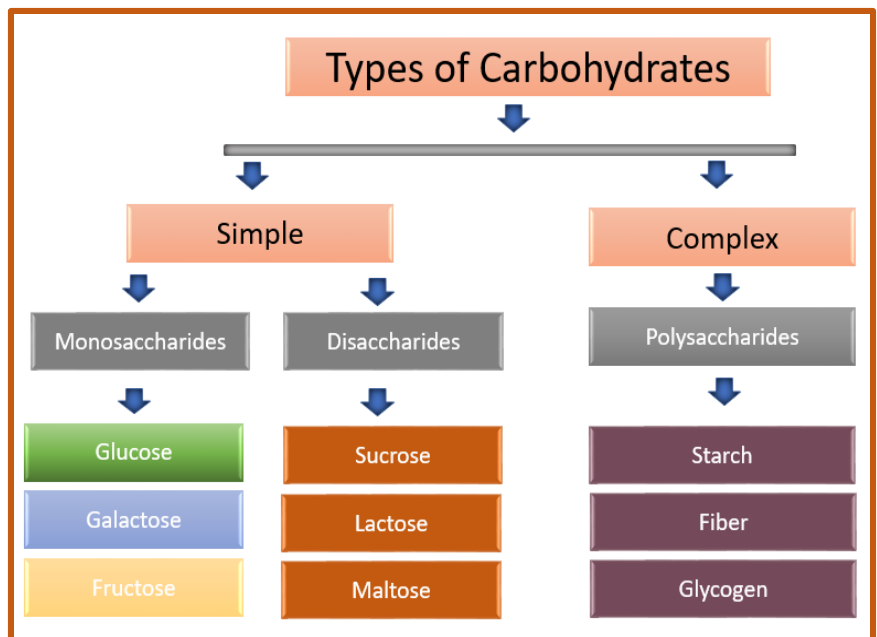 Types of Carbohydrates
Simple
Complex
Monosaccharides
Disaccharides
Polysaccharides
Glucose
Sucrose
Starch
Galactose
Lactose
Fiber
Fructose
Maltose
Glycogen